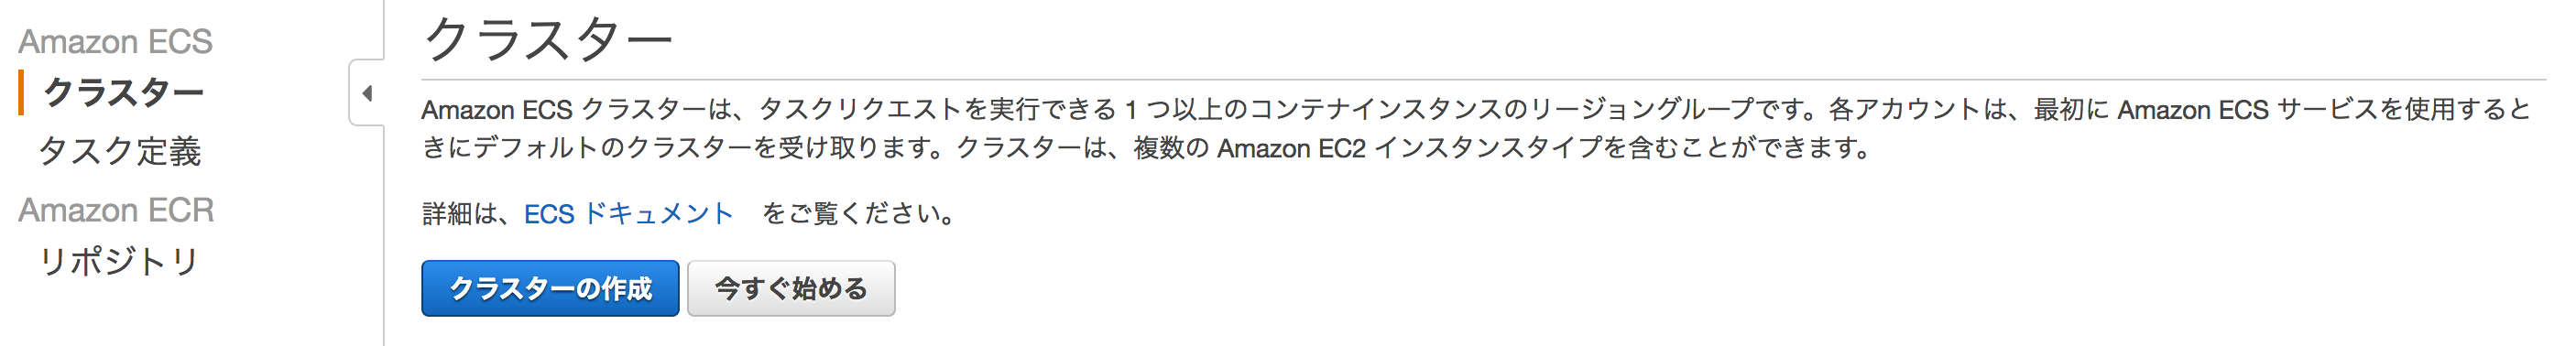 Amazon ECS
クラスター
タスク定義
Amazon ECR
リポジトリ
クラスター
Amazon ECS クラスターは、タスクリクエストを実行できる 1 つ以上のコンテナインスタンスのリージョングループです。各アカウントは、最初に Amazon ECS サービスを使用すると
きにデフォルトのクラスターを受け取ります。クラスターは、複数の Amazon EC2 インスタンスタイプを含むことができます。
詳細は、ECS ドキュメント をご覧ください。
クラスターの作成 今すぐ始める